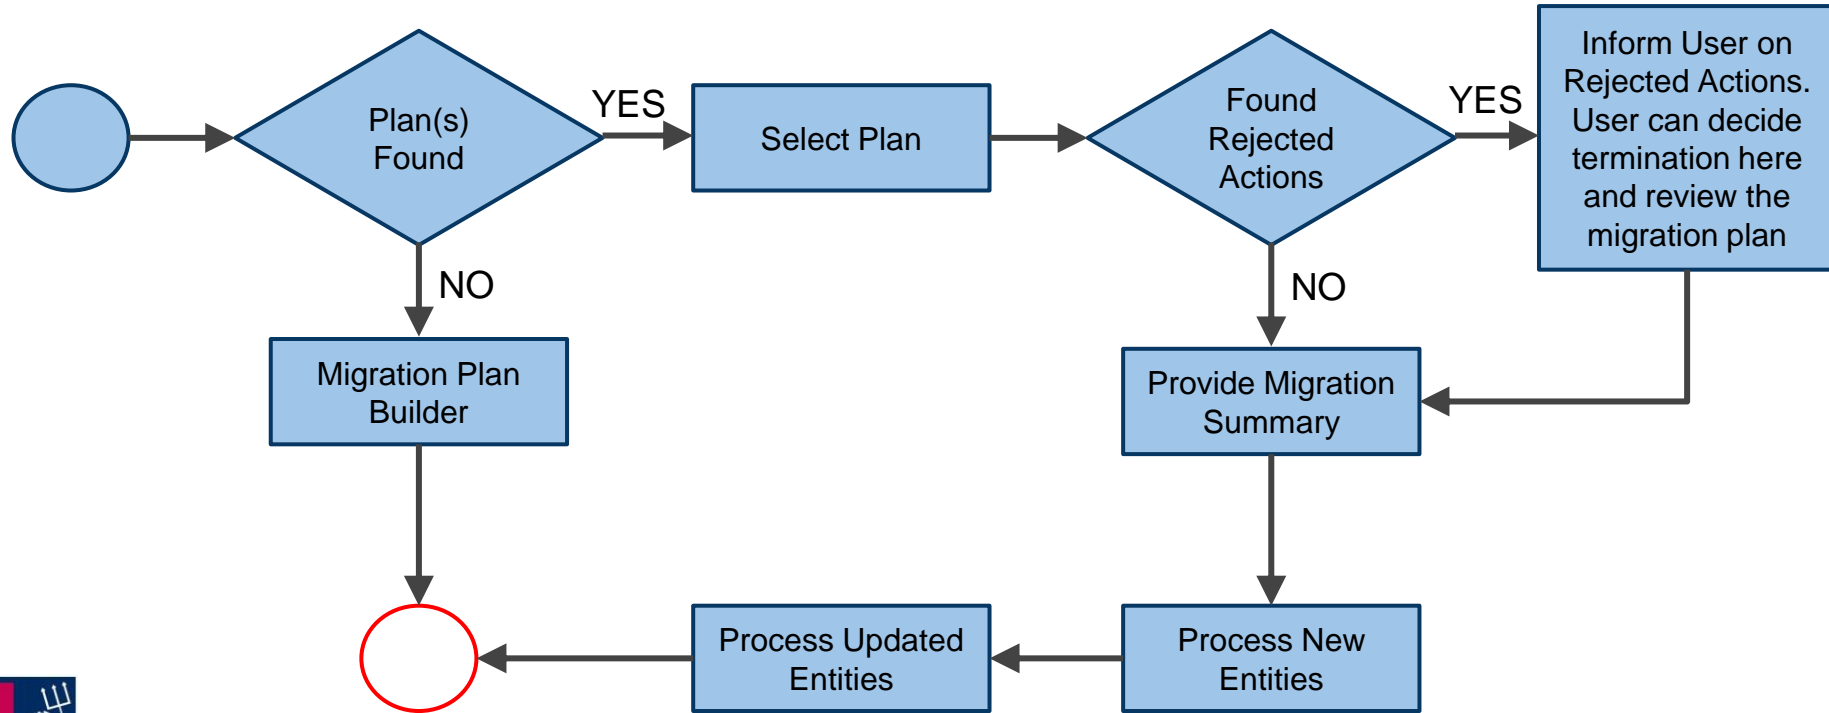 Plan(s)
Found
YES
Select Plan
Found
Rejected
Actions
YES
Inform User on
Rejected Actions.
User can decide
termination here
and review the
migration plan
NO
NO
Migration Plan
Builder
Provide Migration
Summary
Process Updated
Entities
Process New
Entities